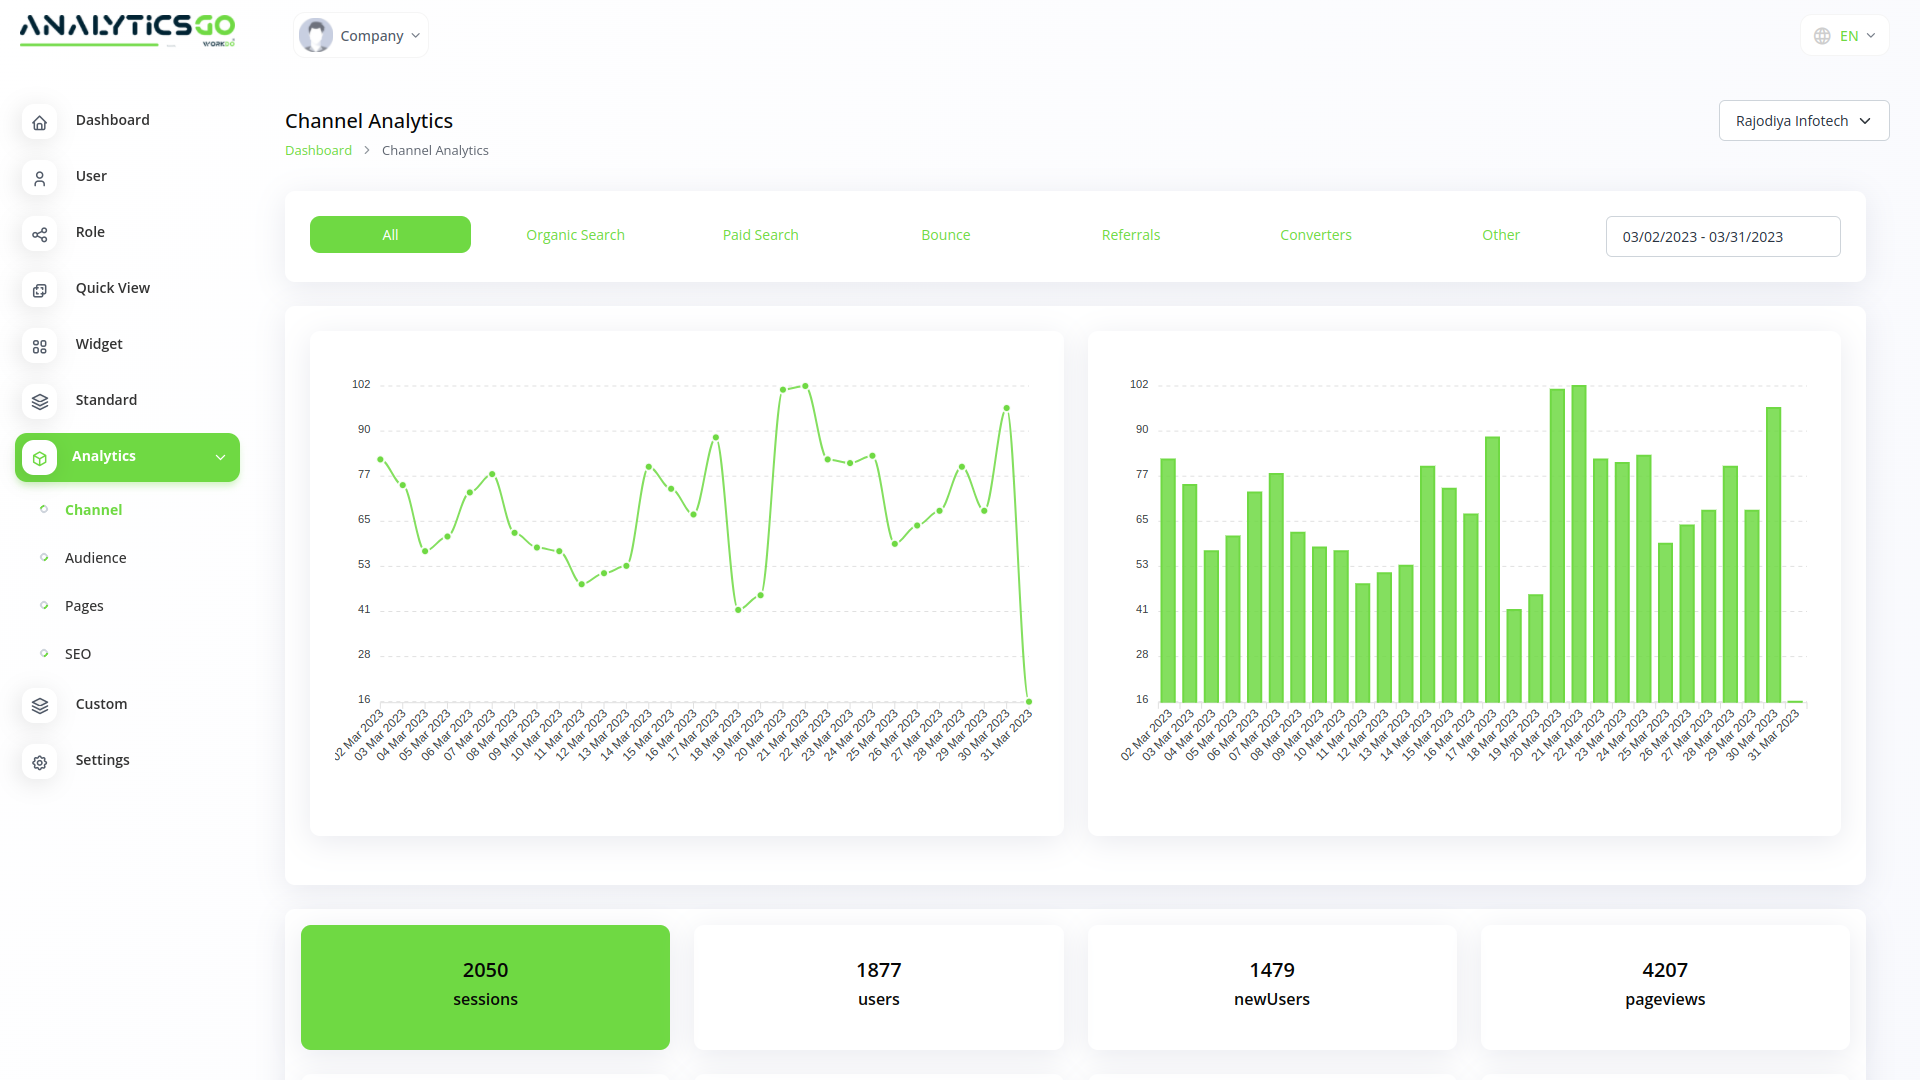 ANALYTiCSGO
WORKDO
Company
EN
Dashboard
User
Role
Quick View
Widget
Standard
Analytics
Channel
Audience
Pages
SEO
Custom
Settings
Channel Analytics
Dashboard > Channel Analytics
Rajodiya Infotech
All
Organic Search
Paid Search
Bounce
Referrals
Converters
Other
03/02/2023 - 03/31/2023
102
90
77
65
53
41
28
16
02 Mar 2023
03 Mar 2023
04 Mar 2023
05 Mar 2023
06 Mar 2023
07 Mar 2023
08 Mar 2023
09 Mar 2023
10 Mar 2023
11 Mar 2023
12 Mar 2023
13 Mar 2023
14 Mar 2023
15 Mar 2023
16 Mar 2023
17 Mar 2023
18 Mar 2023
19 Mar 2023
20 Mar 2023
21 Mar 2023
22 Mar 2023
23 Mar 2023
24 Mar 2023
25 Mar 2023
26 Mar 2023
27 Mar 2023
28 Mar 2023
29 Mar 2023
30 Mar 2023
31 Mar 2023
102
90
77
65
53
41
28
16
02 Mar 2023
03 Mar 2023
04 Mar 2023
05 Mar 2023
06 Mar 2023
07 Mar 2023
08 Mar 2023
09 Mar 2023
10 Mar 2023
11 Mar 2023
12 Mar 2023
13 Mar 2023
14 Mar 2023
15 Mar 2023
16 Mar 2023
17 Mar 2023
18 Mar 2023
19 Mar 2023
20 Mar 2023
21 Mar 2023
22 Mar 2023
23 Mar 2023
24 Mar 2023
25 Mar 2023
26 Mar 2023
27 Mar 2023
28 Mar 2023
29 Mar 2023
30 Mar 2023
31 Mar 2023
2050
sessions
1877
users
1479
newUsers
4207
pageviews